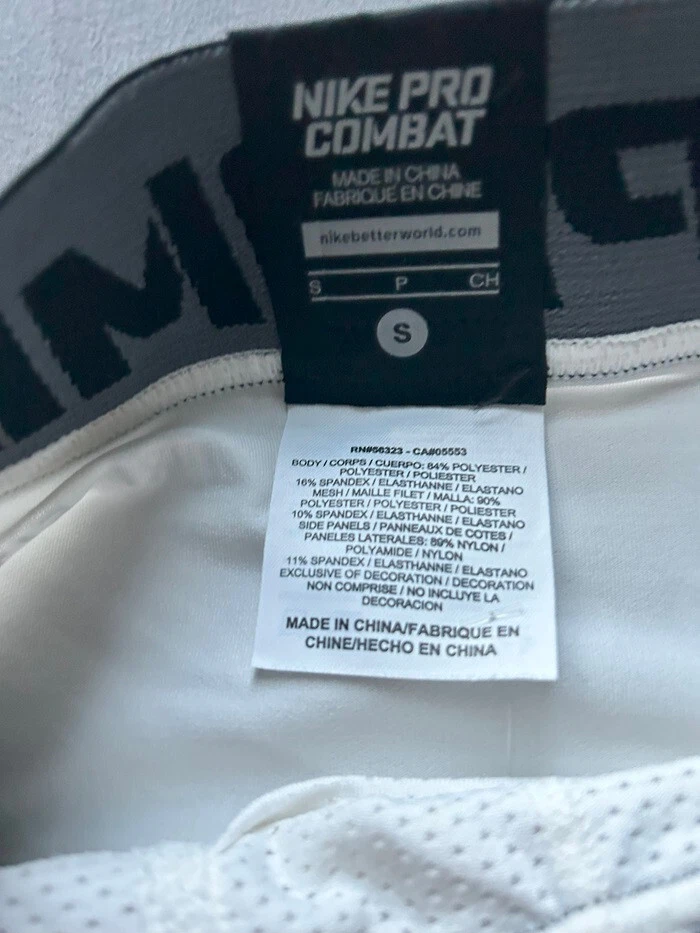 NIKE PRO
COMBAT
MADE IN CHINA
FABRIQUE EN CHINE
nikebetterworld.com
S P CH
S
RN#56323 - CA#05553
BODY / CORPS / CUERPO: 84% POLYESTER /
POLYESTER / POLIESTER
16% SPANDEX / ELASTHANNE / ELASTANO
MESH / MAILLE FILET / MALLA: 90%
POLYESTER / POLYESTER / POLIESTER
10% SPANDEX / ELASTHANNE / ELASTANO
SIDE PANELS / PANNEAUX DE COTES /
PANELES LATERALES: 89% NYLON /
POLYAMIDE / NYLON
11% SPANDEX / ELASTHANNE / ELASTANO
EXCLUSIVE OF DECORATION / DECORATION
NON COMPRISE / NO INCLUYE LA
DECORACION
MADE IN CHINA/FABRIQUE EN
CHINE/HECHO EN CHINA